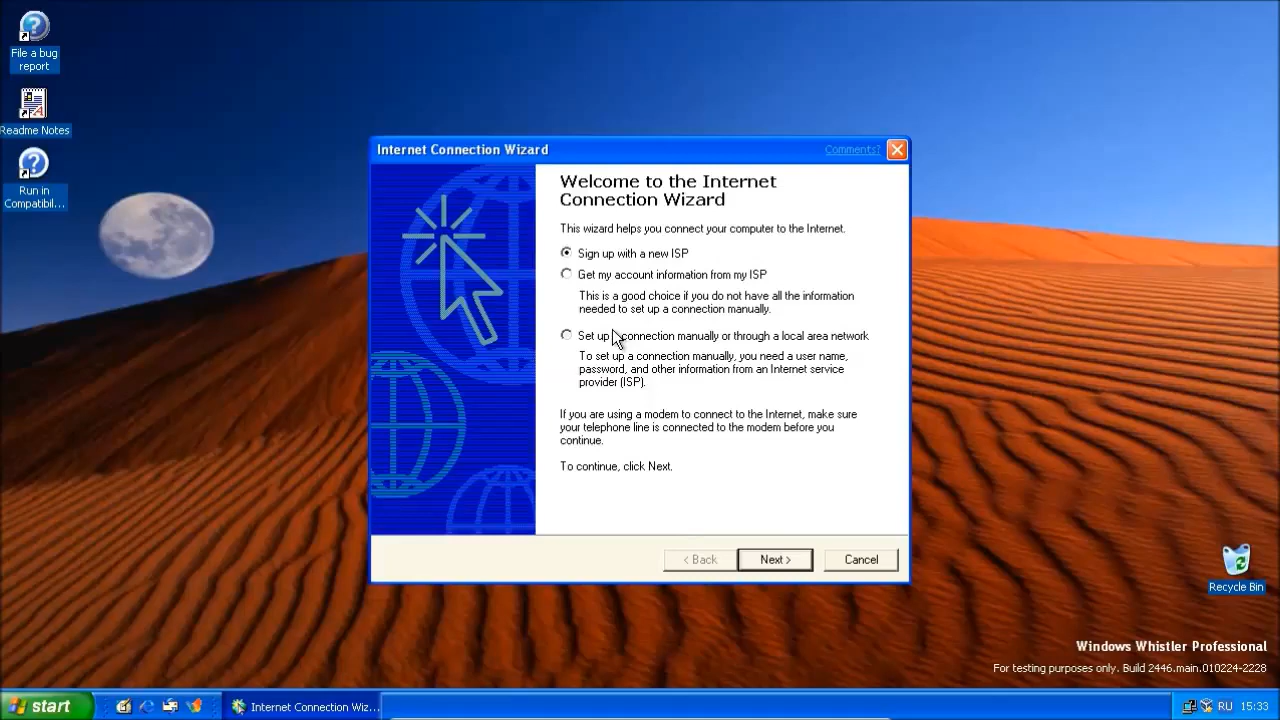 File a bug
report
Readme Notes
Run in
Compatibil...
Internet Connection Wizard
Comments?
Welcome to the Internet
Connection Wizard
This wizard helps you connect your computer to the Internet.
Sign up with a new ISP
Get my account information from my ISP
This is a good choice if you do not have all the information
needed to set up a connection manually.
Set up connection manually or through a local area network
To set up a connection manually, you need a user name,
password, and other information from an Internet service
provider (ISP).
If you are using a modem to connect to the Internet, make sure
your telephone line is connected to the modem before you
continue.
To continue, click Next.
< Back
Next >
Cancel
Recycle Bin
Windows Whistler Professional
For testing purposes only. Build 2446.main.010224-2228
start
Internet Connection Wiz...
RU
15:33